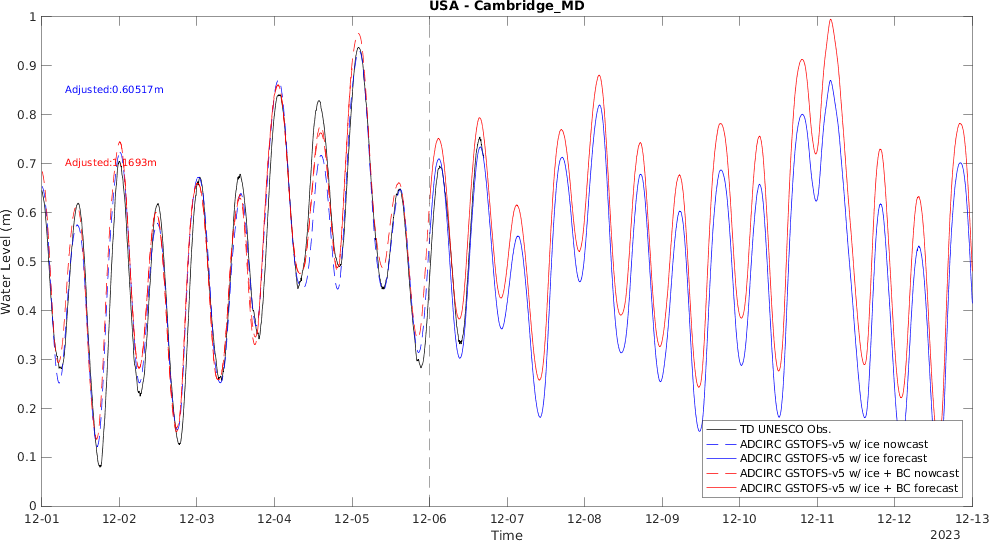 USA - Cambridge_MD
1
0.9
0.8
0.7
0.6
0.5
0.4
0.3
0.2
0.1
0
Water Level (m)
Adjusted:0.60517m
Adjusted:1.1693m
TD UNESCO Obs.
ADCIRC GSTOFS-v5 w/ ice nowcast
ADCIRC GSTOFS-v5 w/ ice forecast
ADCIRC GSTOFS-v5 w/ ice + BC nowcast
ADCIRC GSTOFS-v5 w/ ice + BC forecast
12-01 12-02 12-03 12-04 12-05 12-06 12-07 12-08 12-09 12-10 12-11 12-12 12-13
Time
2023